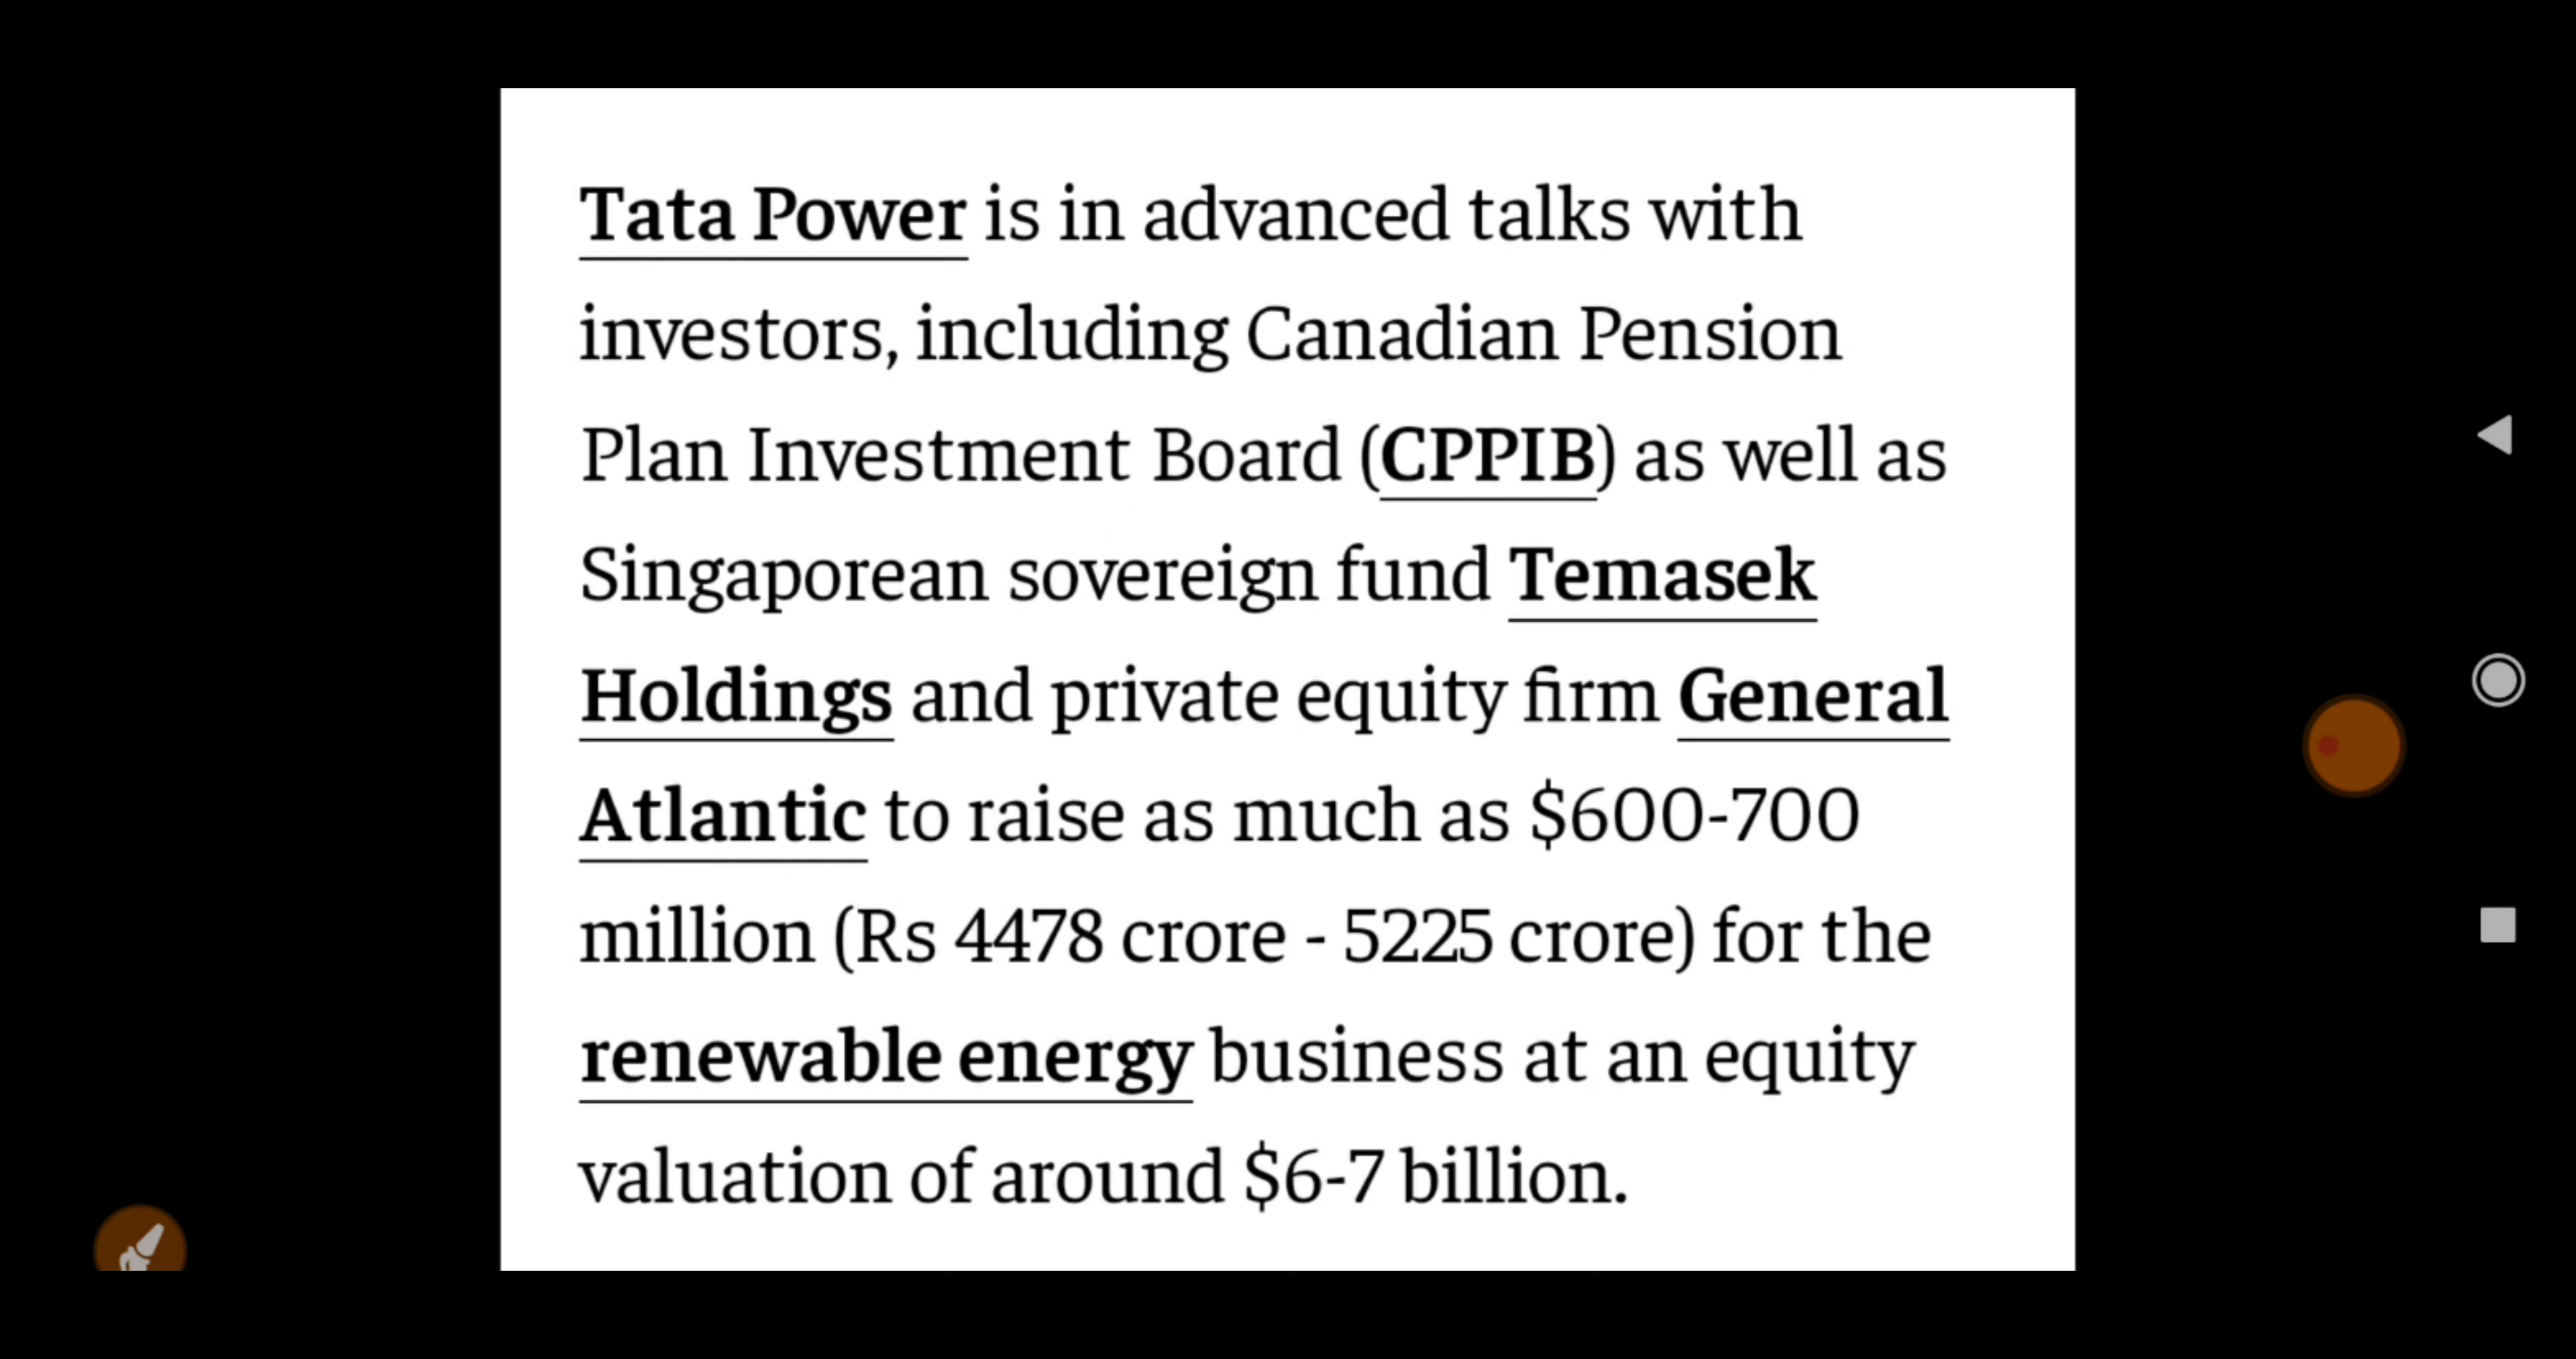 Tata Power is in advanced talks with
investors, including Canadian Pension
Plan Investment Board (CPPIB) as well as
Singaporean sovereign fund Temasek
Holdings and private equity firm General
Atlantic to raise as much as $600-700
million (Rs 4478 crore - 5225 crore) for the
renewable energy business at an equity
valuation of around $6-7 billion.